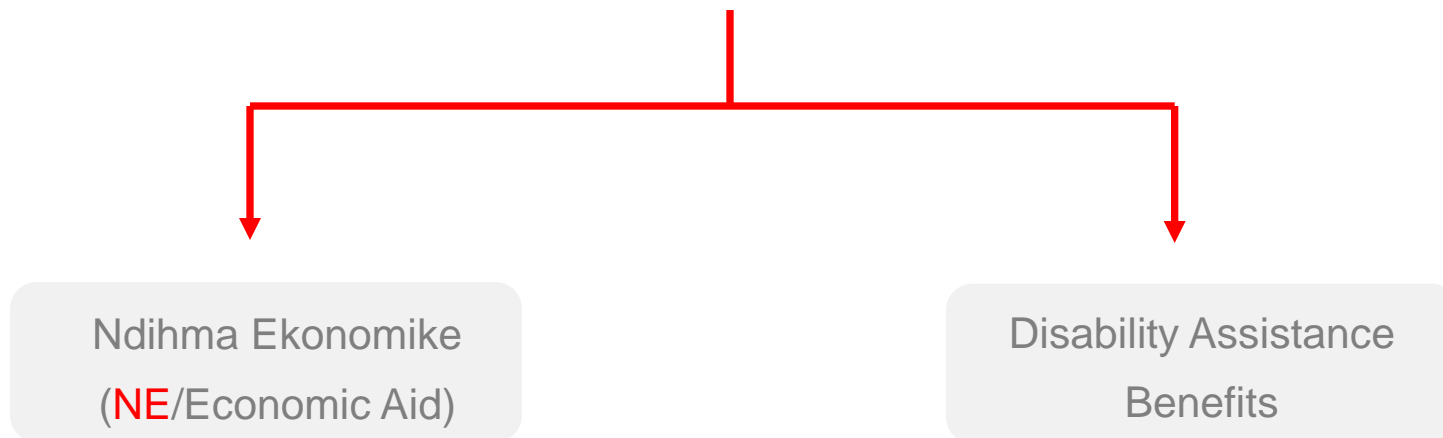 Ndihma Ekonomike
(NE/Economic Aid)
Disability Assistance
Benefits